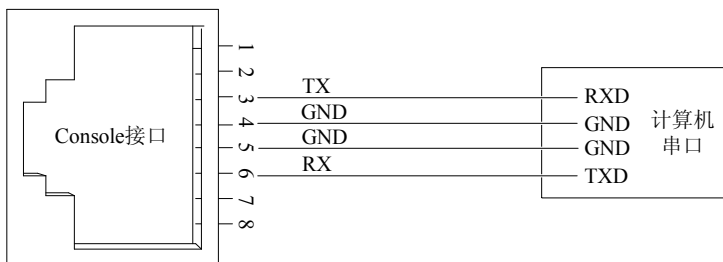 Console接口
1
2
3
4
5
6
7
8
TX
GND
GND
RX
RXD
GND
GND
TXD
计算机
串口